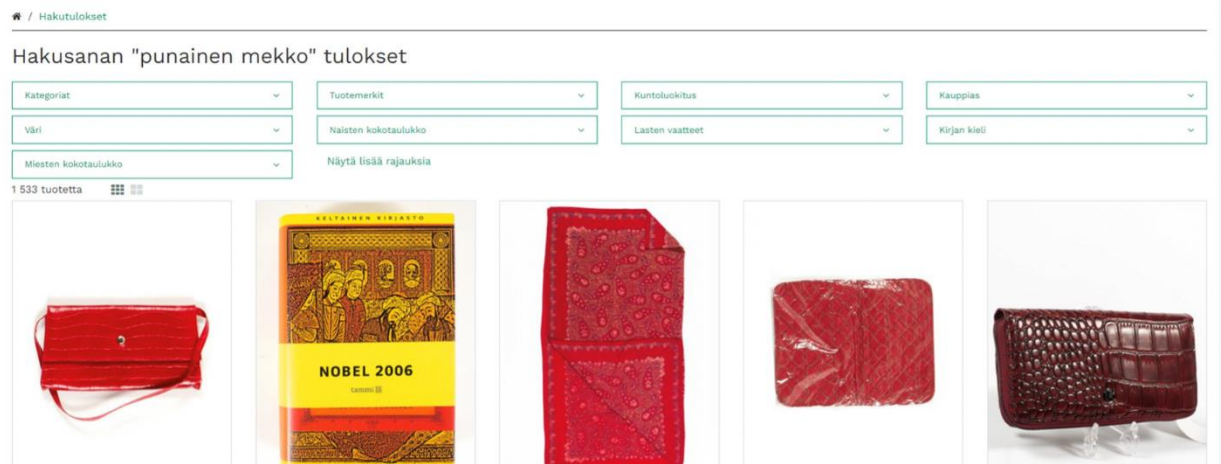 / Hakutulokset
Hakusanan "punainen mekko" tulokset
Kategoriat
Tuotemerkit
Kuntoluokitus
Kauppias
Väri
Naisten kokotaulukko
Lasten vaatteet
Kirjan kieli
Miesten kokotaulukko
Näytä lisää rajauksia
1 533 tuotetta
KELTAINEN KIRJASTO
NOBEL 2006
tammi